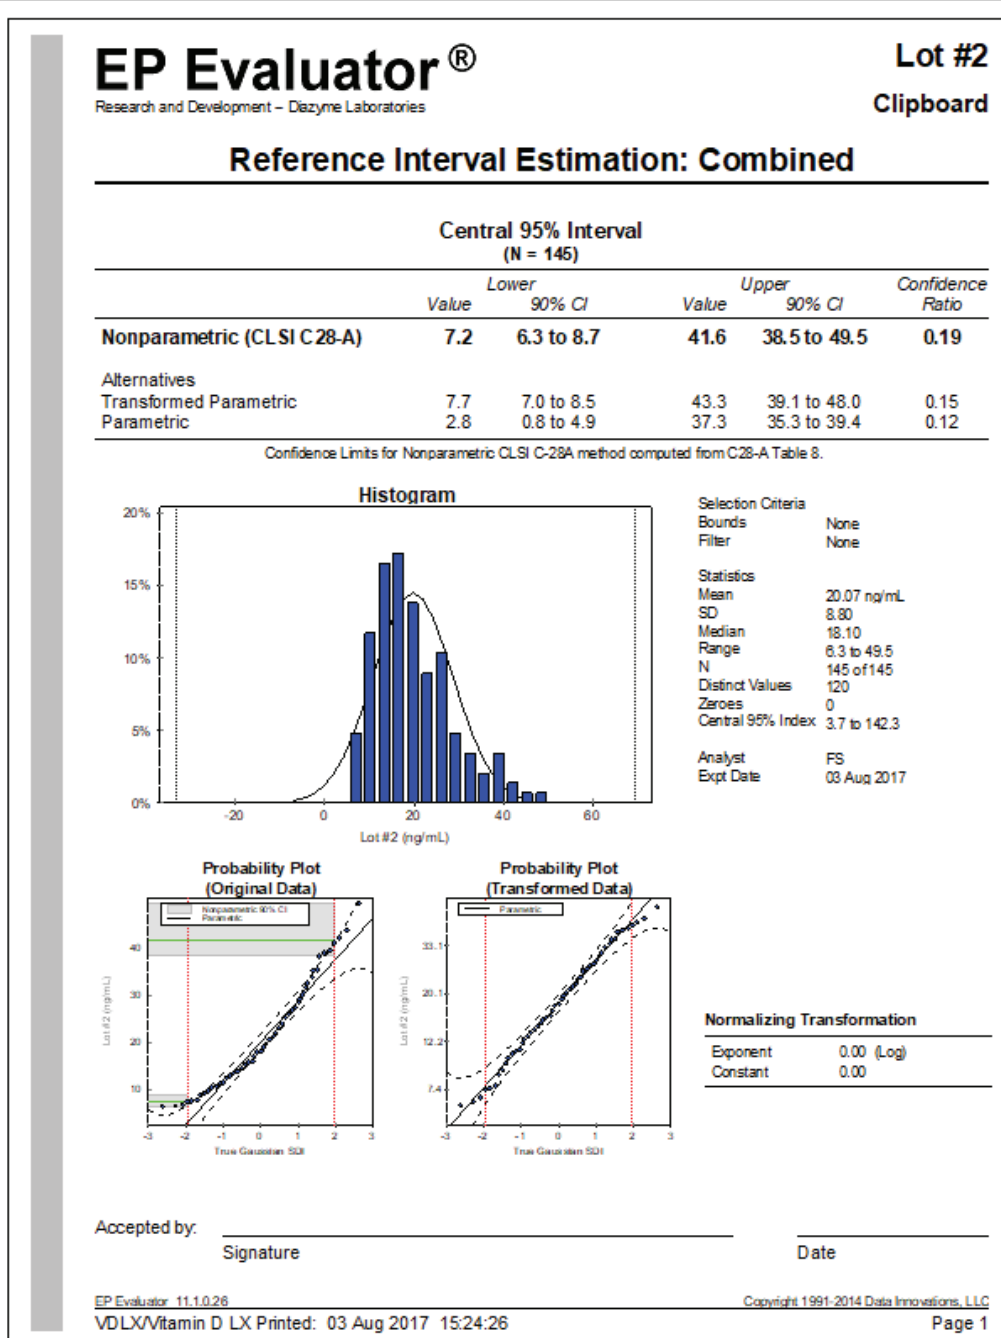 EP Evaluator ®
Lot #2
Research and Development – Diazyme Laboratories
Clipboard
Reference Interval Estimation: Combined
Central 95% Interval
(N = 145)
Lower Upper Confidence
Value 90% CI Value 90% CI Ratio
Nonparametric (CLSI C28-A) 7.2 6.3 to 8.7 41.6 38.5 to 49.5 0.19
Alternatives
Transformed Parametric 7.7 7.0 to 8.5 43.3 39.1 to 48.0 0.15
Parametric 2.8 0.8 to 4.9 37.3 35.3 to 39.4 0.12
Confidence Limits for Nonparametric CLSI C-28A method computed from C28-A Table 8.
Histogram
20%
15%
10%
5%
0%
-20 0 20 40 60
Lot #2 (ng/mL)
Selection Criteria
Bounds None
Filter None
Statistics
Mean 20.07 ng/mL
SD 8.80
Median 18.10
Range 6.3 to 49.5
N 145 of 145
Distinct Values 120
Zeroes 0
Central 95% Index 3.7 to 142.3
Analyst FS
Expt Date 03 Aug 2017
Probability Plot
(Original Data)
Nonparametric 90% CI
Parametric
40
30
20
10
Lot #2 (ng/mL)
-3 -2 -1 0 1 2 3
True Gaussian SDI
Probability Plot
(Transformed Data)
Parametric
33.1
20.1
12.2
7.4
Lot #2 (ng/mL)
-3 -2 -1 0 1 2 3
True Gaussian SDI
Normalizing Transformation
Exponent 0.00 (Log)
Constant 0.00
Accepted by:
Signature Date
EP Evaluator 11.1.0.26 Copyright 1991-2014 Data Innovations, LLC
VDLX/Vitamin D LX Printed: 03 Aug 2017 15:24:26 Page 1